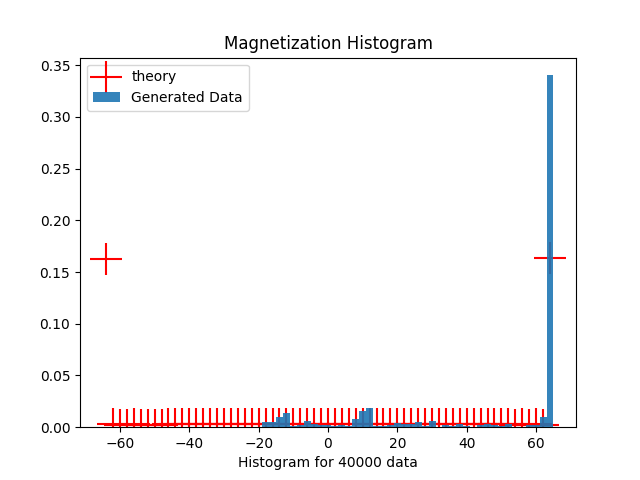 Magnetization Histogram
theory
Generated Data
0.35
0.30
0.25
0.20
0.15
0.10
0.05
0.00
−60 −40 −20 0 20 40 60
Histogram for 40000 data